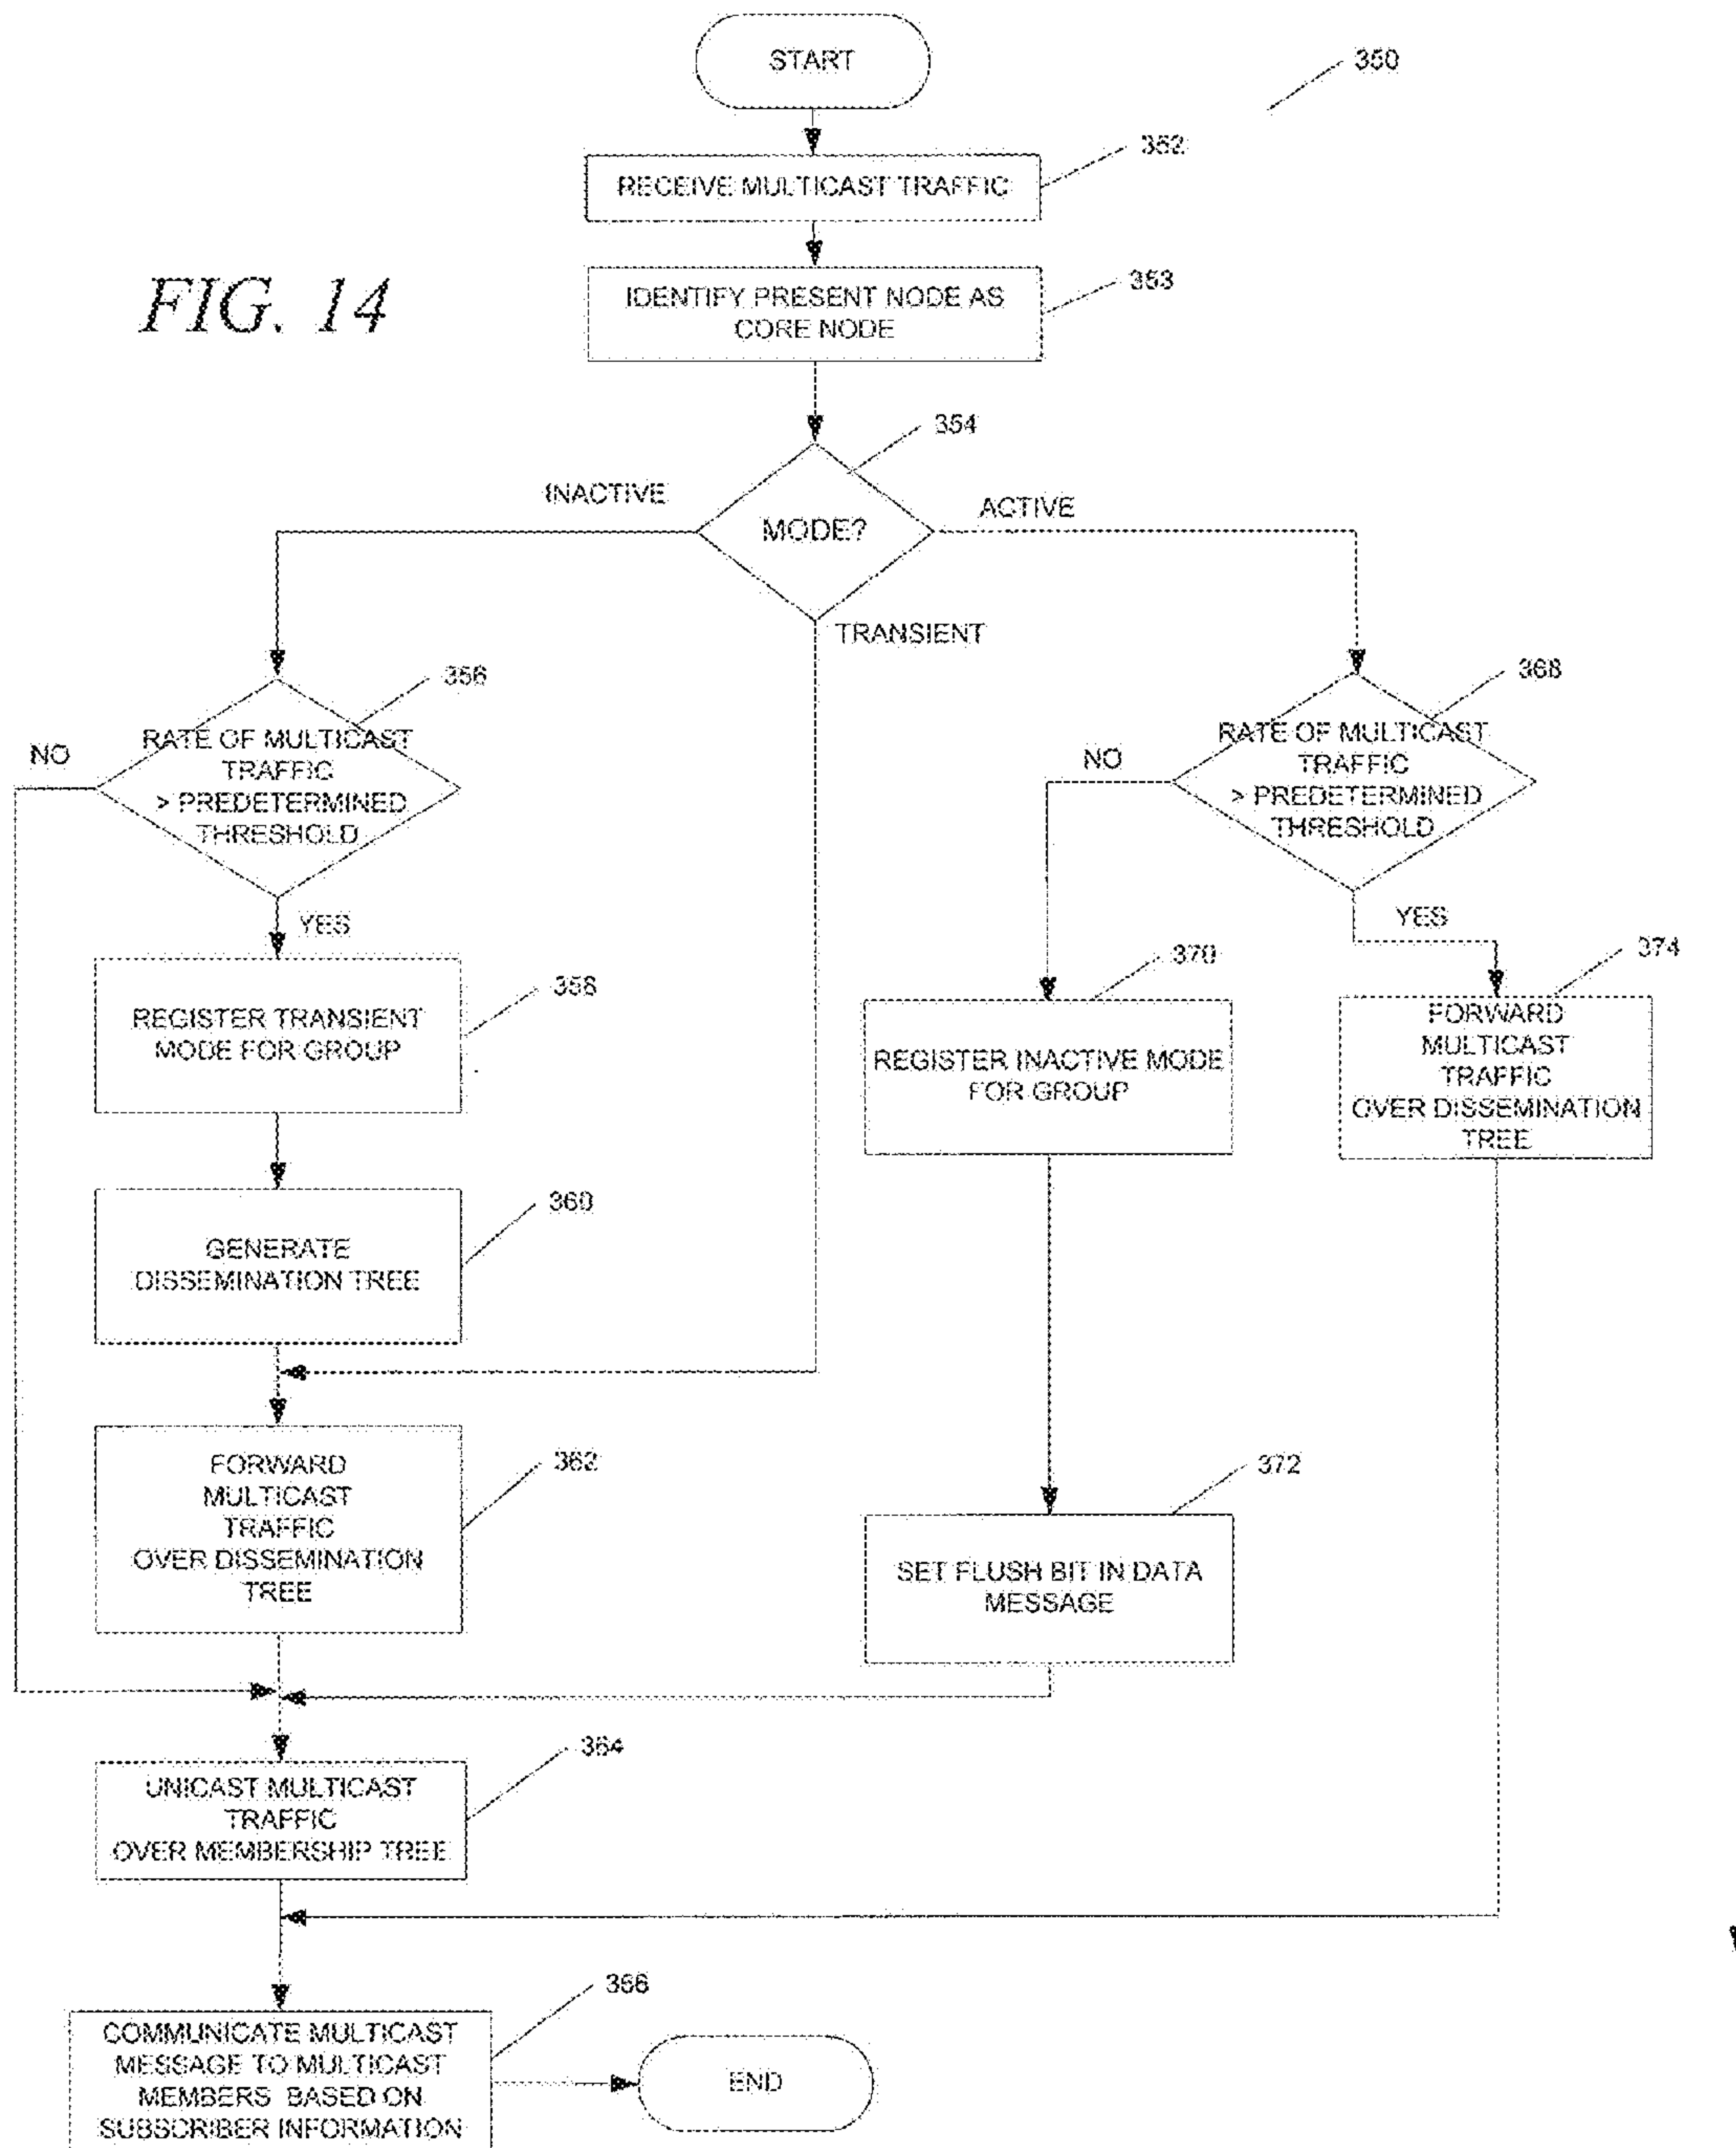 START
350
352
RECEIVE MULTICAST TRAFFIC
FIG. 14
353
IDENTIFY PRESENT NODE AS
CORE NODE
354
INACTIVE
ACTIVE
MODE?
TRANSIENT
356
368
RATE OF MULTICAST
TRAFFIC
> PREDETERMINED
THRESHOLD
NO
RATE OF MULTICAST
TRAFFIC
> PREDETERMINED
THRESHOLD
NO
YES
YES
358
REGISTER TRANSIENT
MODE FOR GROUP
370
REGISTER INACTIVE MODE
FOR GROUP
374
FORWARD
MULTICAST
TRAFFIC
OVER DISSEMINATION
TREE
360
GENERATE
DISSEMINATION TREE
362
FORWARD
MULTICAST
TRAFFIC
OVER DISSEMINATION
TREE
372
SET FLUSH BIT IN DATA
MESSAGE
364
UNICAST MULTICAST
TRAFFIC
OVER MEMBERSHIP TREE
366
COMMUNICATE MULTICAST
MESSAGE TO MULTICAST
MEMBERS BASED ON
SUBSCRIBER INFORMATION
END